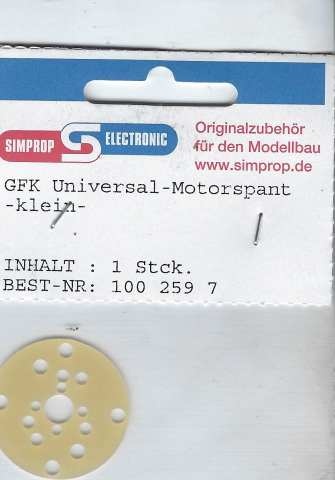 SIMPROP ELECTRONIC
Originalzubehör
für den Modellbau
www.simprop.de
GFK Universal-Motorspant
-klein-
INHALT : 1 Stck.
BEST-NR: 100 259 7